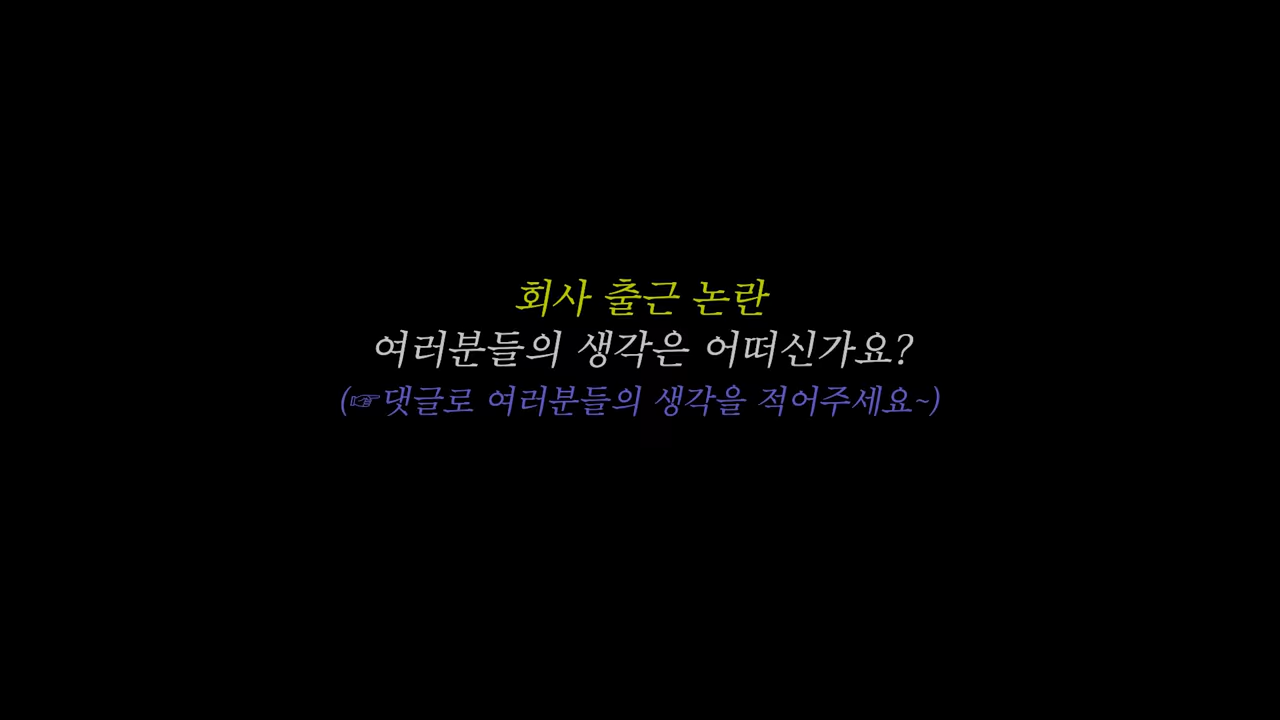 회사 출근 논란
여러분들의 생각은 어떠신가요?
(☞댓글로 여러분들의 생각을 적어주세요~)